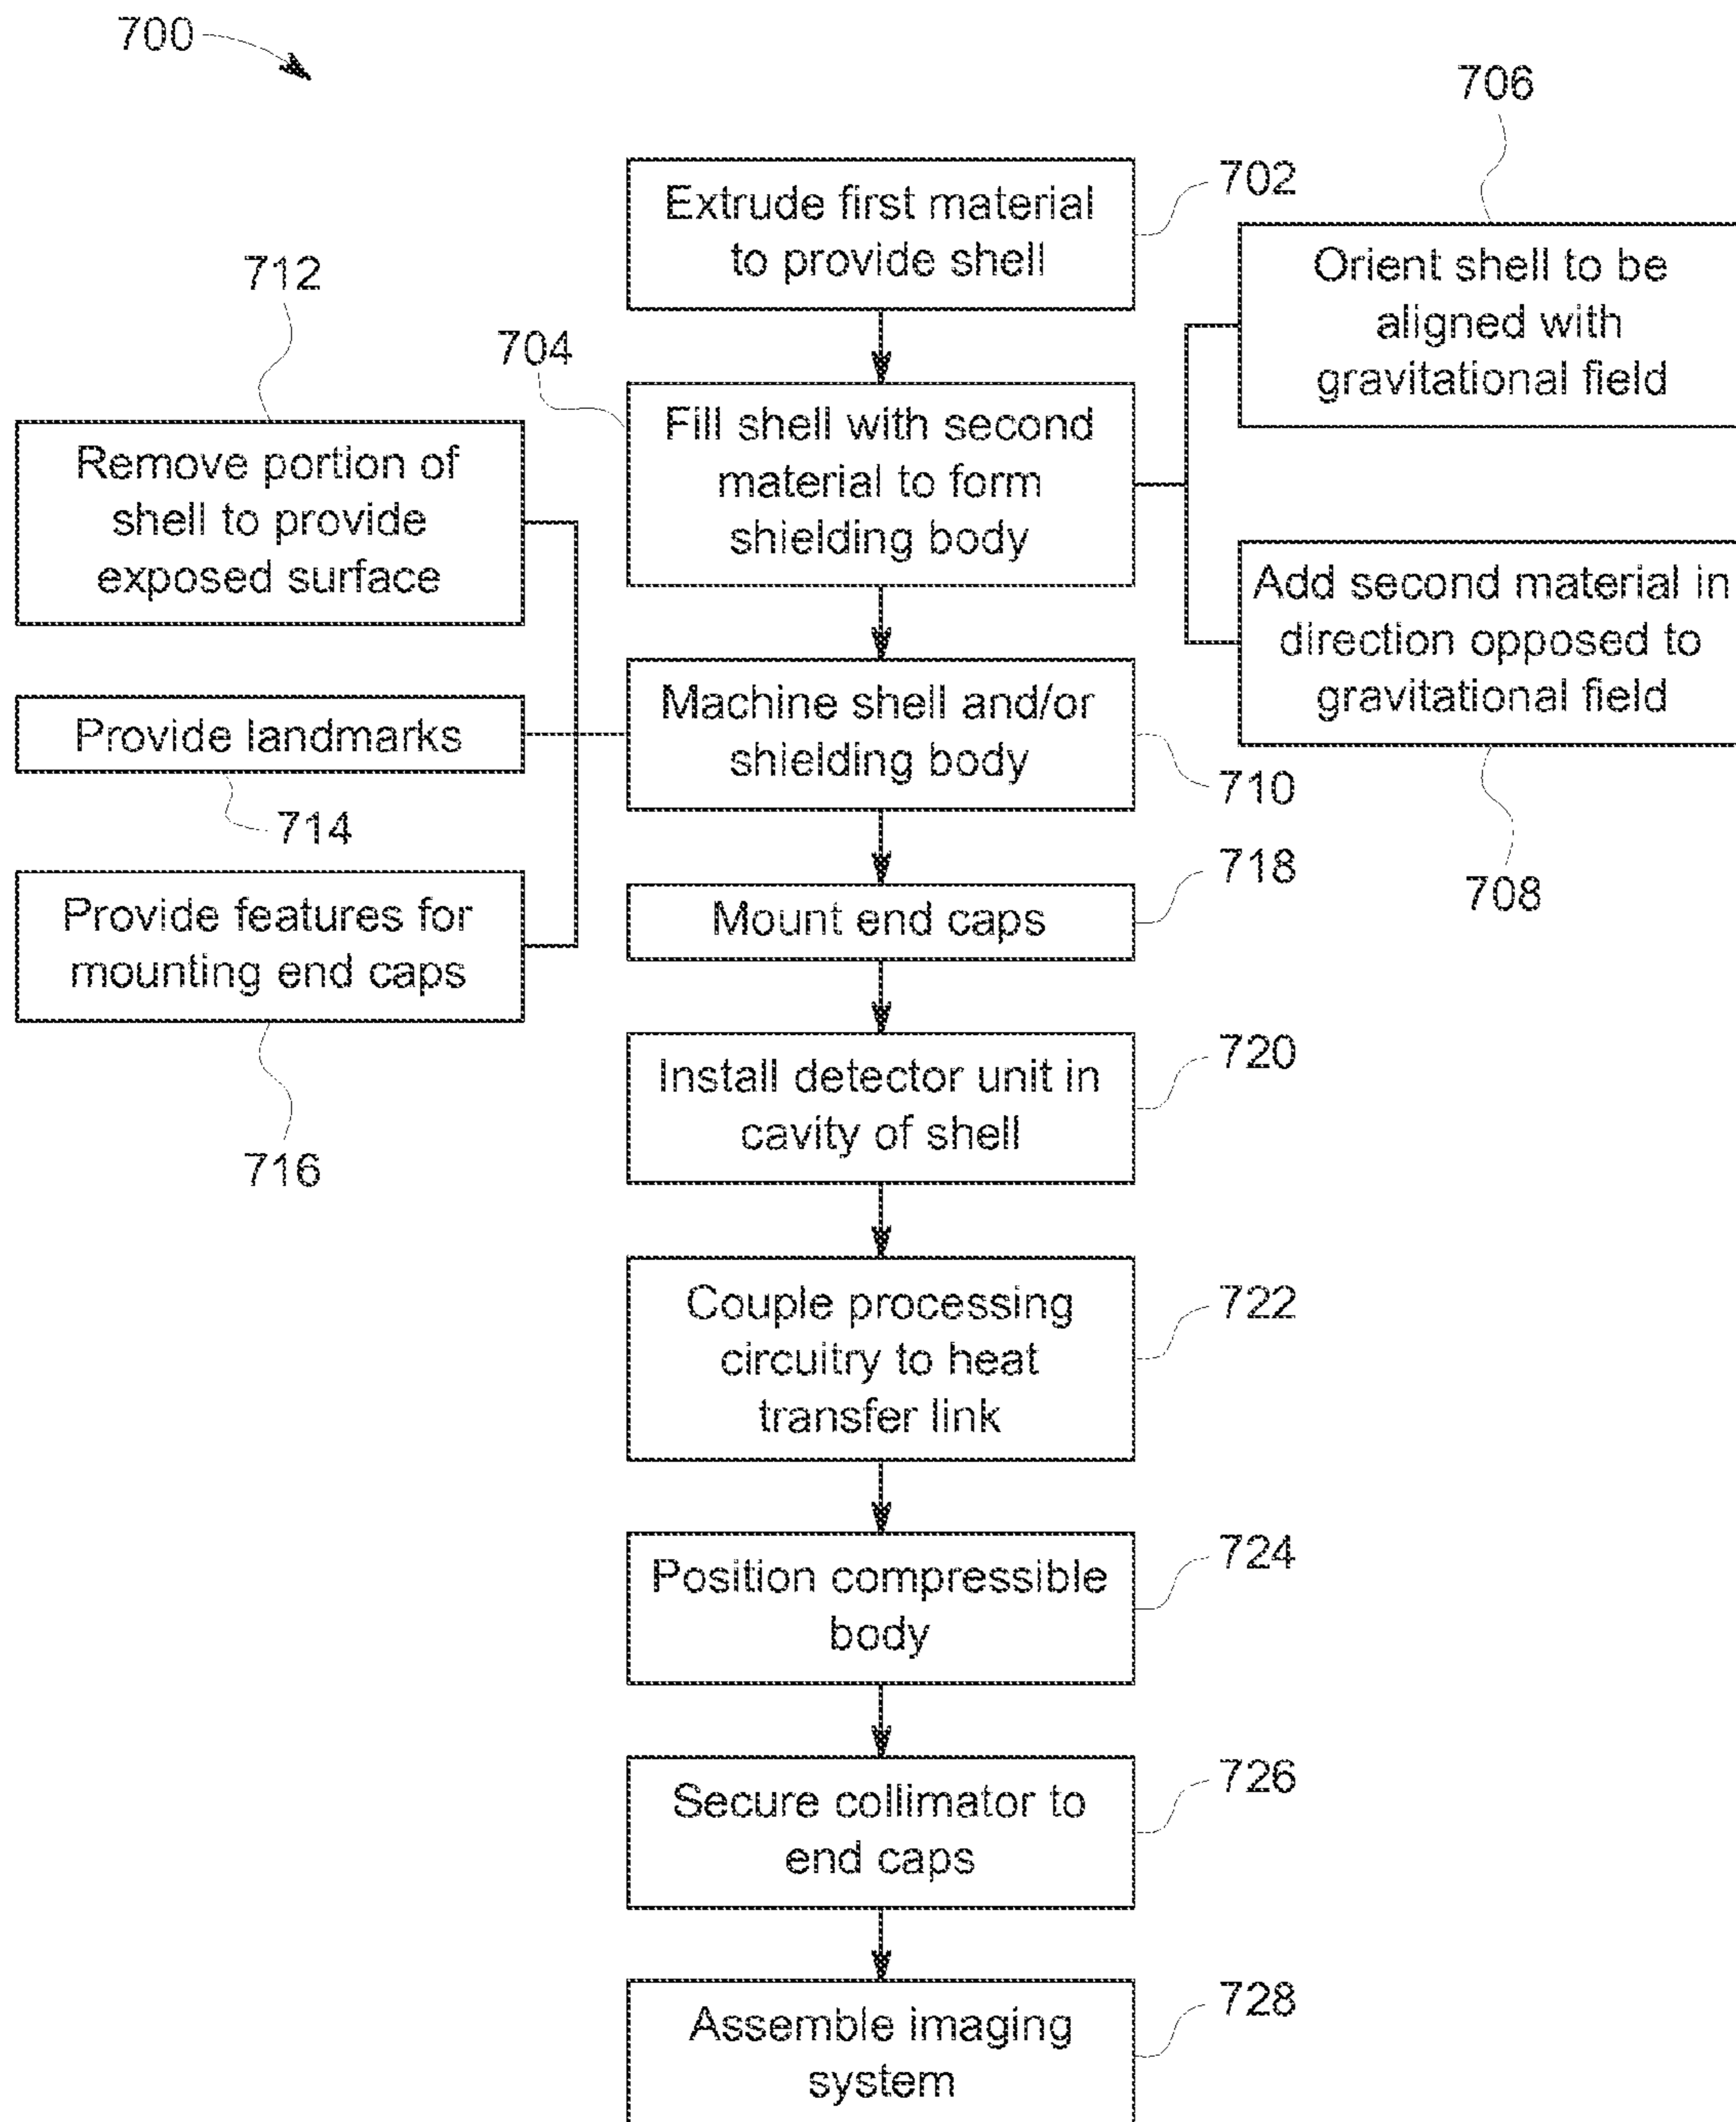 700
706
Extrude first material
to provide shell
702
Orient shell to be
aligned with
gravitational field
712
704
Fill shell with second
material to form
shielding body
Remove portion of
shell to provide
exposed surface
Add second material in
direction opposed to
gravitational field
708
Machine shell and/or
shielding body
710
Provide landmarks
714
Provide features for
mounting end caps
716
Mount end caps
718
Install detector unit in
cavity of shell
720
Couple processing
circuitry to heat
transfer link
722
Position compressible
body
724
Secure collimator to
end caps
726
Assemble imaging
system
728